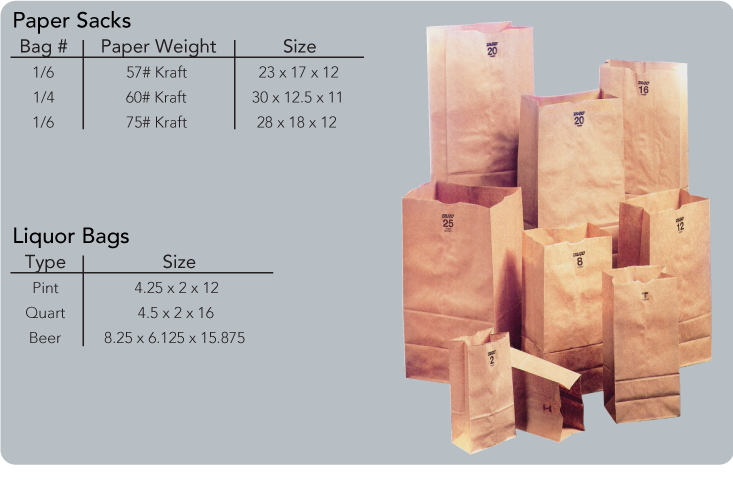 Paper Sacks
Bag # Paper Weight Size
1/6 57# Kraft 23 x 17 x 12
1/4 60# Kraft 30 x 12.5 x 11
1/6 75# Kraft 28 x 18 x 12
Liquor Bags
Type Size
Pint 4.25 x 2 x 12
Quart 4.5 x 2 x 16
Beer 8.25 x 6.125 x 15.875
20
16
20
25
12
8
2